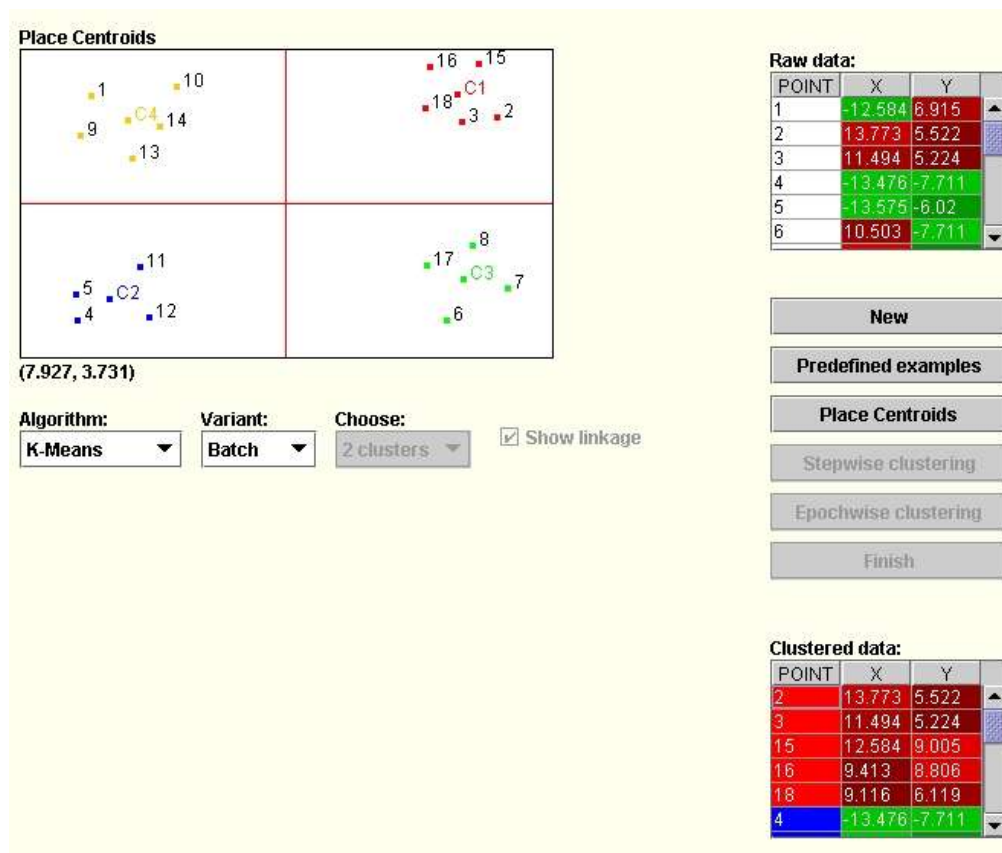 Place Centroids
16 15
1 10 C1
18 3 2
9 C4 14
13
8
11 17 C3 7
5 C2
4 12 6
(7.927, 3.731)
Algorithm: Variant: Choose:
K-Means Batch 2 clusters Show linkage
Raw data:
POINT X Y
1 -12.584 6.915
2 13.773 5.522
3 11.494 5.224
4 -13.476 -7.711
5 -13.575 -6.02
6 10.503 -7.711
New
Predefined examples
Place Centroids
Stepwise clustering
Epochwise clustering
Finish
Clustered data:
POINT X Y
2 13.773 5.522
3 11.494 5.224
15 12.584 9.005
16 9.413 8.806
18 9.116 6.119
4 -13.476 -7.711